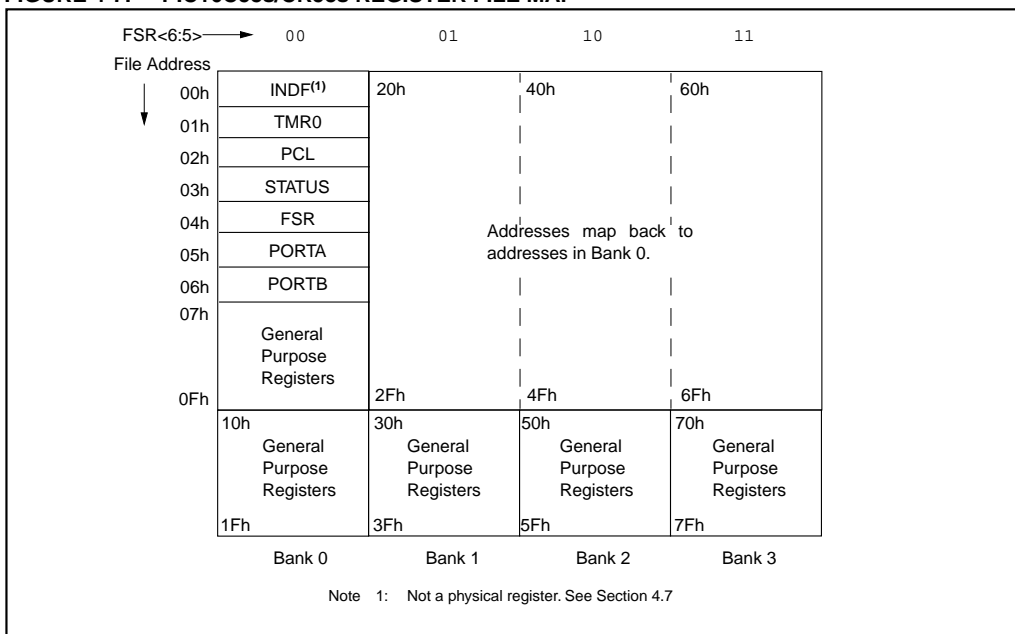 FSR<6:5> 00 01 10 11
File Address
00h INDF(1) 20h 40h 60h
01h TMR0
02h PCL
03h STATUS
04h FSR
05h PORTA
06h PORTB
Addresses map back to
addresses in Bank 0.
07h
General
Purpose
Registers
0Fh 2Fh 4Fh 6Fh
10h 30h 50h 70h
General General General General
Purpose Purpose Purpose Purpose
Registers Registers Registers Registers
1Fh 3Fh 5Fh 7Fh
Bank 0 Bank 1 Bank 2 Bank 3
Note 1: Not a physical register. See Section 4.7